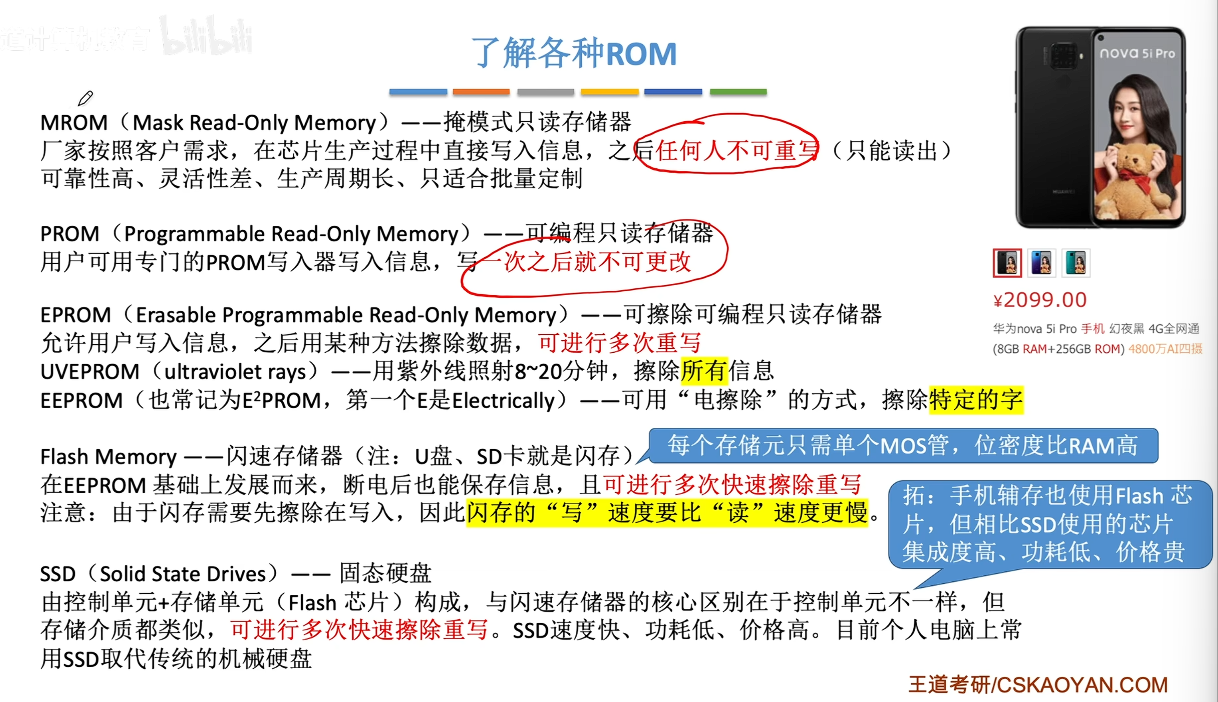 bilibili
了解各种ROM
nova 5i Pro
MROM（Mask Read-Only Memory）——掩模式只读存储器
厂家按照客户需求，在芯片生产过程中直接写入信息，之后任何人不可重写（只能读出）
可靠性高、灵活性差、生产周期长、只适合批量定制
PROM（Programmable Read-Only Memory）——可编程只读存储器
用户可用专门的PROM写入器写入信息，写一次之后就不可更改
¥2099.00
华为nova 5i Pro 手机 幻夜黑 4G全网通
(8GB RAM+256GB ROM) 4800万AI四摄
EPROM（Erasable Programmable Read-Only Memory）——可擦除可编程只读存储器
允许用户写入信息，之后用某种方法擦除数据，可进行多次重写
UVEPROM（ultraviolet rays）——用紫外线照射8~20分钟，擦除所有信息
EEPROM（也常记为E²PROM，第一个E是Electrically）——可用“电擦除”的方式，擦除特定的字
每个存储元只需单个MOS管，位密度比RAM高
Flash Memory ——闪速存储器（注：U盘、SD卡就是闪存）
在EEPROM 基础上发展而来，断电后也能保存信息，且可进行多次快速擦除重写
注意：由于闪存需要先擦除在写入，因此闪存的“写”速度要比“读”速度更慢。
拓：手机辅存也使用Flash 芯
片，但相比SSD使用的芯片
集成度高、功耗低、价格贵
SSD（Solid State Drives）—— 固态硬盘
由控制单元+存储单元（Flash 芯片）构成，与闪速存储器的核心区别在于控制单元不一样，但
存储介质都类似，可进行多次快速擦除重写。SSD速度快、功耗低、价格高。目前个人电脑上常
用SSD取代传统的机械硬盘
王道考研/CSKAOYAN.COM